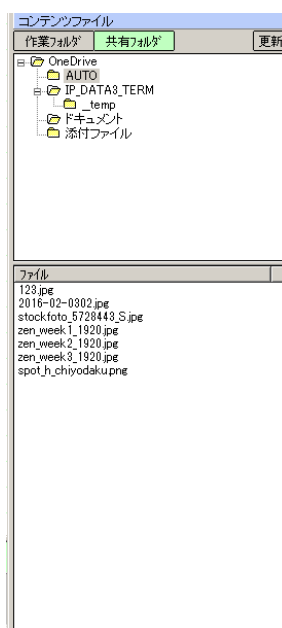 コンテンツファイル
作業フォルダ 共有フォルダ 更新
OneDrive
AUTO
IP_DATA3_TERM
__temp
ドキュメント
添付ファイル
ファイル
123.jpg
2016-02-0302.jpg
stockfoto_5728443_S.jpg
zen_week1_1920.jpg
zen_week2_1920.jpg
zen_week3_1920.jpg
spot_h_chiyodaku.png